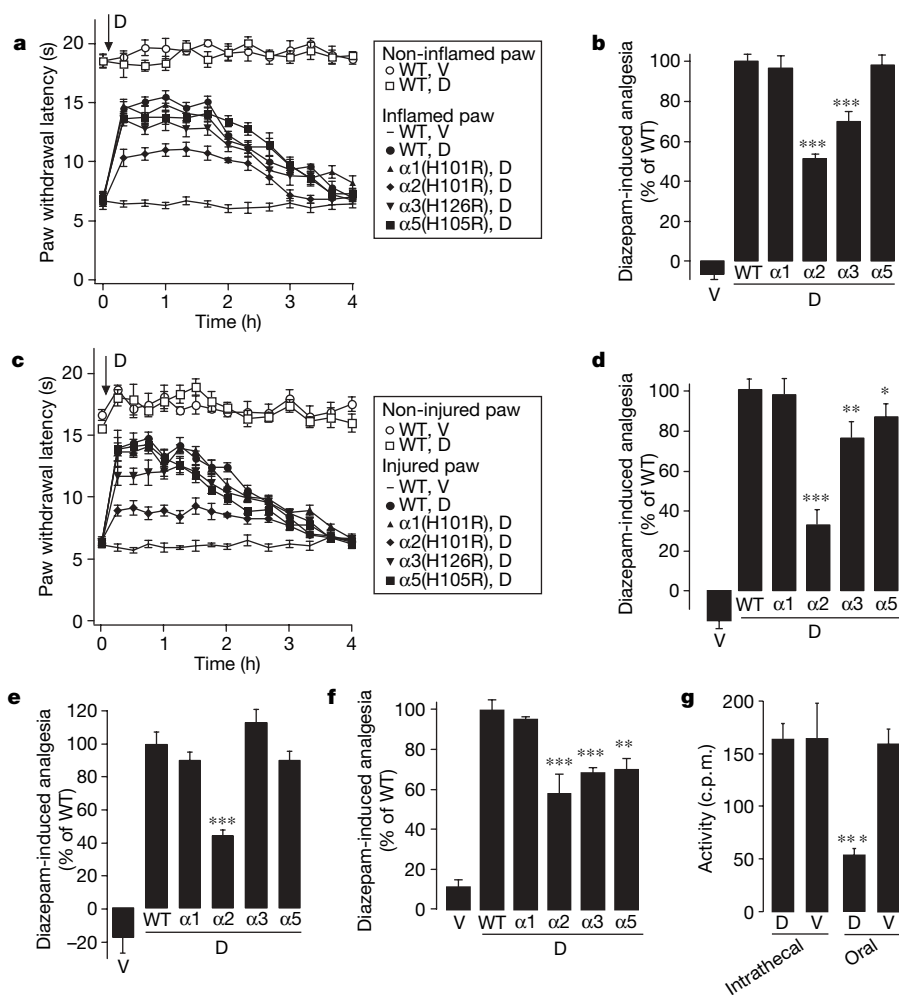 a
D
Paw withdrawal latency (s)
20
15
10
5
0
0 1 2 3 4
Time (h)
Non-inflamed paw
WT, V
WT, D
Inflamed paw
WT, V
WT, D
α1(H101R), D
α2(H101R), D
α3(H126R), D
α5(H105R), D
b
Diazepam-induced analgesia
(% of WT)
100
80
60
40
20
0
***
***
V
WT α1 α2 α3 α5
D
c
D
Paw withdrawal latency (s)
20
15
10
5
0
0 1 2 3 4
Time (h)
Non-injured paw
WT, V
WT, D
Injured paw
WT, V
WT, D
α1(H101R), D
α2(H101R), D
α3(H126R), D
α5(H105R), D
d
Diazepam-induced analgesia
(% of WT)
100
80
60
40
20
0
***
**
*
V
WT α1 α2 α3 α5
D
e
Diazepam-induced analgesia
(% of WT)
120
100
80
60
40
20
0
−20
***
V
WT α1 α2 α3 α5
D
f
Diazepam-induced analgesia
(% of WT)
100
80
60
40
20
0
***
***
**
V WT α1 α2 α3 α5
D
g
Activity (c.p.m.)
200
150
100
50
0
***
D V D V
Intrathecal
Oral